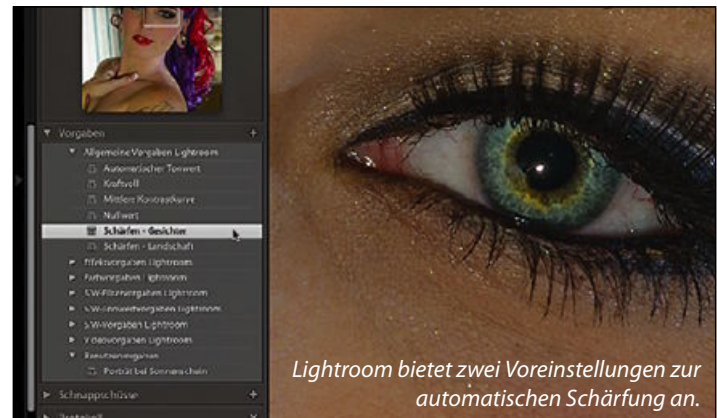 Vorgaben +
Allgemeine Vorgaben Lightroom
Automatischer Tonwert
Kraftvoll
Mittlere Kontrastkurve
Nullwert
Schärfen - Gesichter
Schärfen - Landschaft
Effektvorgaben Lightroom
Farbvorgaben Lightroom
S/W-Filtervorgaben Lightroom
S/W-Tonwertvorgaben Lightroom
S/W-Vorgaben Lightroom
Videovorgaben Lightroom
Benutzervorgaben
Porträt bei Sonnenschein
Schnappschüsse +
Protokoll ×
Lightroom bietet zwei Voreinstellungen zur
automatischen Schärfung an.